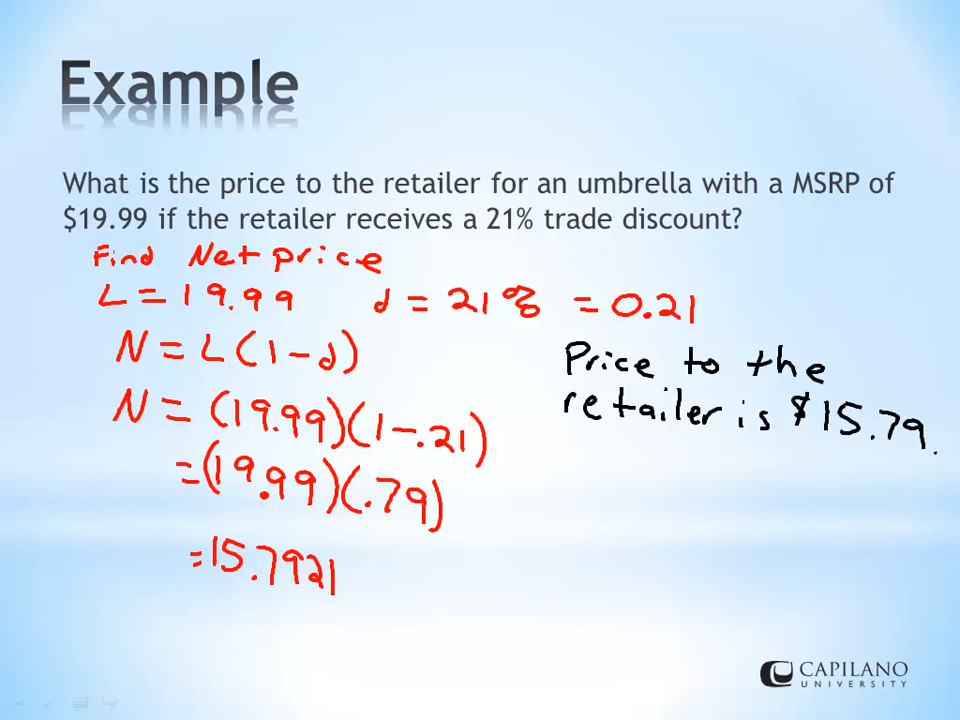 Example
What is the price to the retailer for an umbrella with a MSRP of
$19.99 if the retailer receives a 21% trade discount?
Find Net price
L = 19.99 d = 21% = 0.21
N = L(1-d)
N = (19.99)(1-.21)
=(19.99)(.79)
=15.7921
Price to the
retailer is $15.79.
CAPILANO
UNIVERSITY